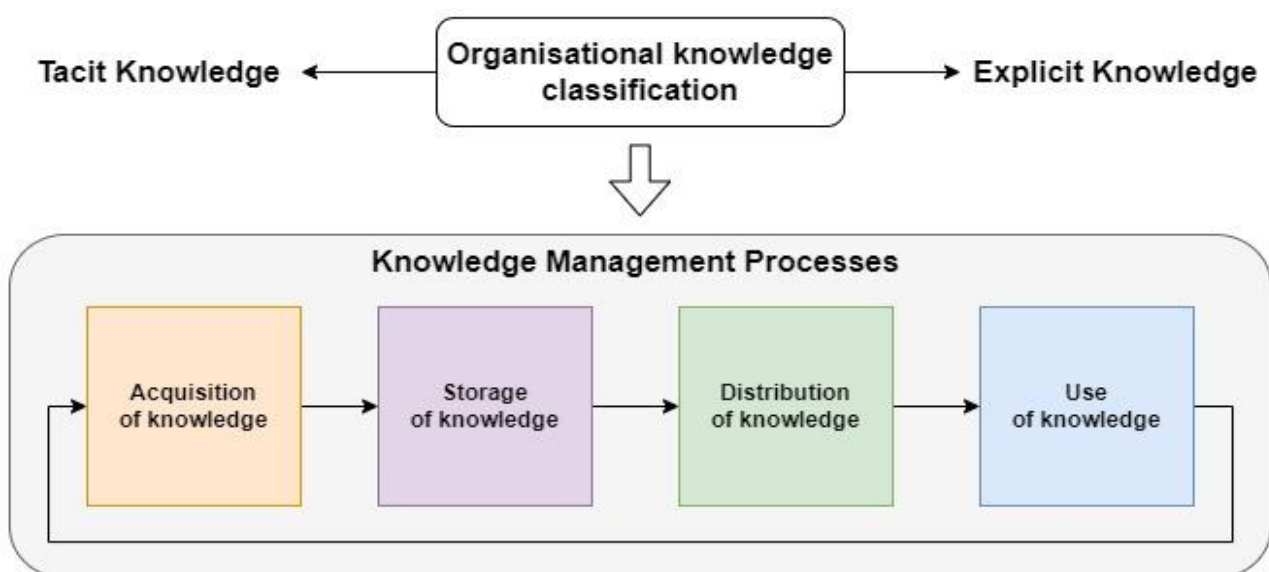 Organisational knowledge
classification
Tacit Knowledge
Explicit Knowledge
Knowledge Management Processes
Acquisition
of knowledge
Storage
of knowledge
Distribution
of knowledge
Use
of knowledge